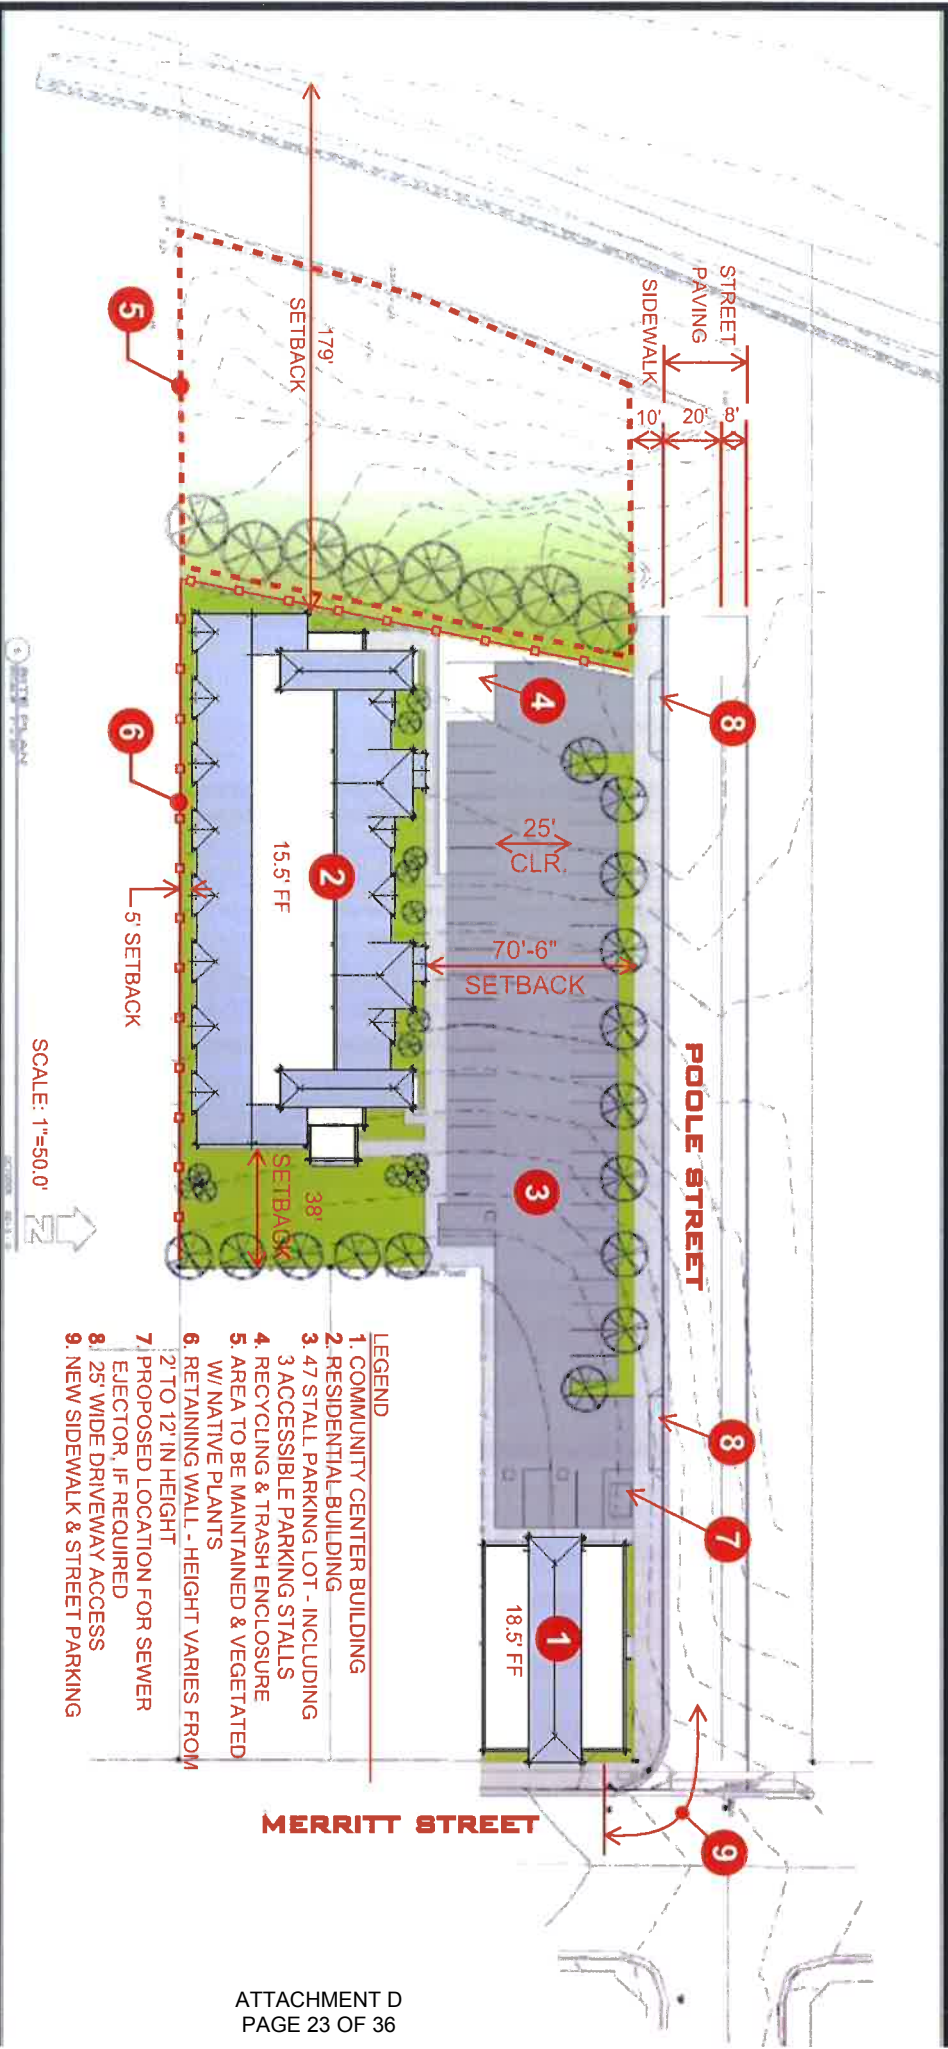 STREET
PAVING
SIDEWALK
10'
20'
8'
179'
SETBACK
5
6
5' SETBACK
2
15.5' FF
4
8
25'
CLR.
70'-6"
SETBACK
POOLE STREET
3
38'
SETBACK
8
7
1
18.5' FF
9
MERRITT STREET
SITE PLAN
SCALE: 1"=50.0'
N
LEGEND
1. COMMUNITY CENTER BUILDING
2. RESIDENTIAL BUILDING
3. 47 STALL PARKING LOT - INCLUDING
3 ACCESSIBLE PARKING STALLS
4. RECYCLING & TRASH ENCLOSURE
5. AREA TO BE MAINTAINED & VEGETATED
W/ NATIVE PLANTS
6. RETAINING WALL - HEIGHT VARIES FROM
2' TO 12' IN HEIGHT
7. PROPOSED LOCATION FOR SEWER
EJECTOR, IF REQUIRED
8. 25' WIDE DRIVEWAY ACCESS
9. NEW SIDEWALK & STREET PARKING
ATTACHMENT D
PAGE 23 OF 36